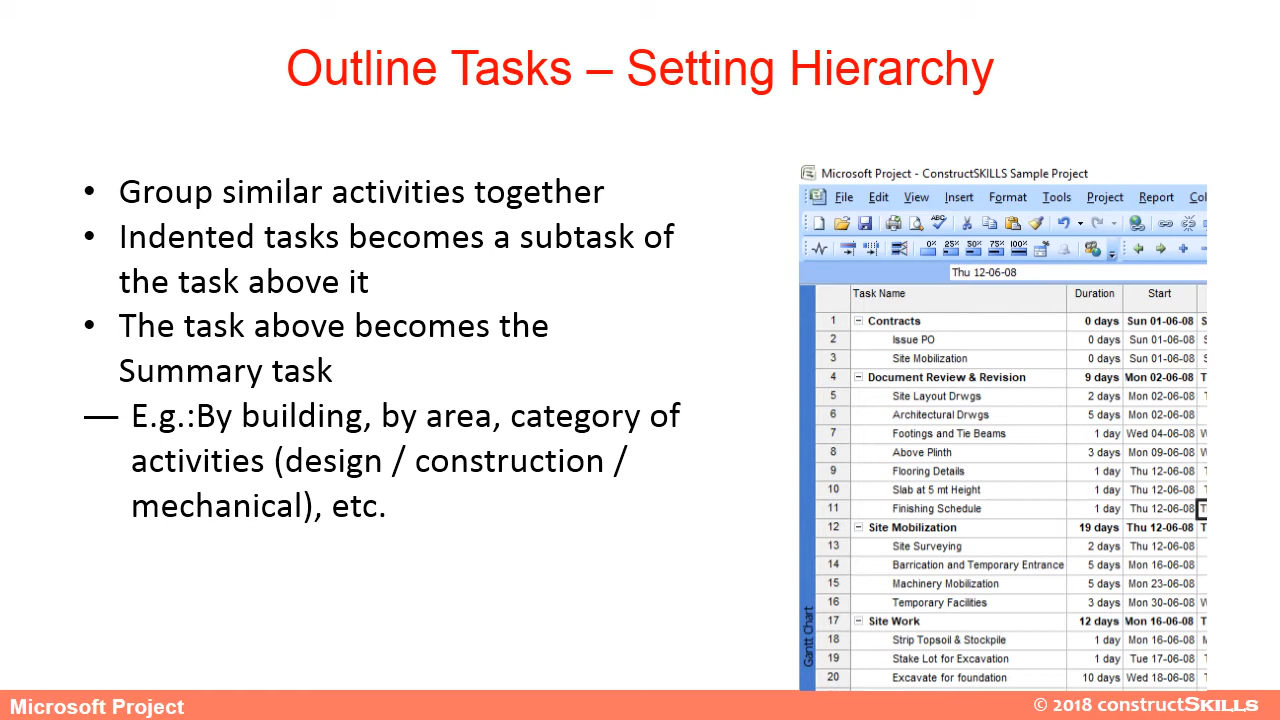 Outline Tasks – Setting Hierarchy
• Group similar activities together
• Indented tasks becomes a subtask of
the task above it
• The task above becomes the
Summary task
— E.g.:By building, by area, category of
activities (design / construction /
mechanical), etc.
Microsoft Project - ConstructSKILLS Sample Project
File Edit View Insert Format Tools Project Report
0% 25% 50% 75% 100%
Thu 12-06-08
Task Name Duration Start
1 Contracts 0 days Sun 01-06-08
2 Issue PO 0 days Sun 01-06-08
3 Site Mobilization 0 days Sun 01-06-08
4 Document Review & Revision 9 days Mon 02-06-08
5 Site Layout Drwgs 2 days Mon 02-06-08
6 Architectural Drwgs 5 days Mon 02-06-08
7 Footings and Tie Beams 1 day Wed 04-06-08
8 Above Plinth 3 days Mon 09-06-08
9 Flooring Details 1 day Thu 12-06-08
10 Slab at 5 mt Height 1 day Thu 12-06-08
11 Finishing Schedule 1 day Thu 12-06-08
12 Site Mobilization 19 days Thu 12-06-08
13 Site Surveying 2 days Thu 12-06-08
14 Barrication and Temporary Entrance 5 days Mon 16-06-08
15 Machinery Mobilization 5 days Mon 23-06-08
16 Temporary Facilities 3 days Mon 30-06-08
17 Site Work 12 days Mon 16-06-08
18 Strip Topsoil & Stockpile 1 day Mon 16-06-08
19 Stake Lot for Excavation 1 day Tue 17-06-08
20 Excavate for foundation 10 days Wed 18-06-08
Gantt Chart
Microsoft Project
© 2018 constructSKILLS